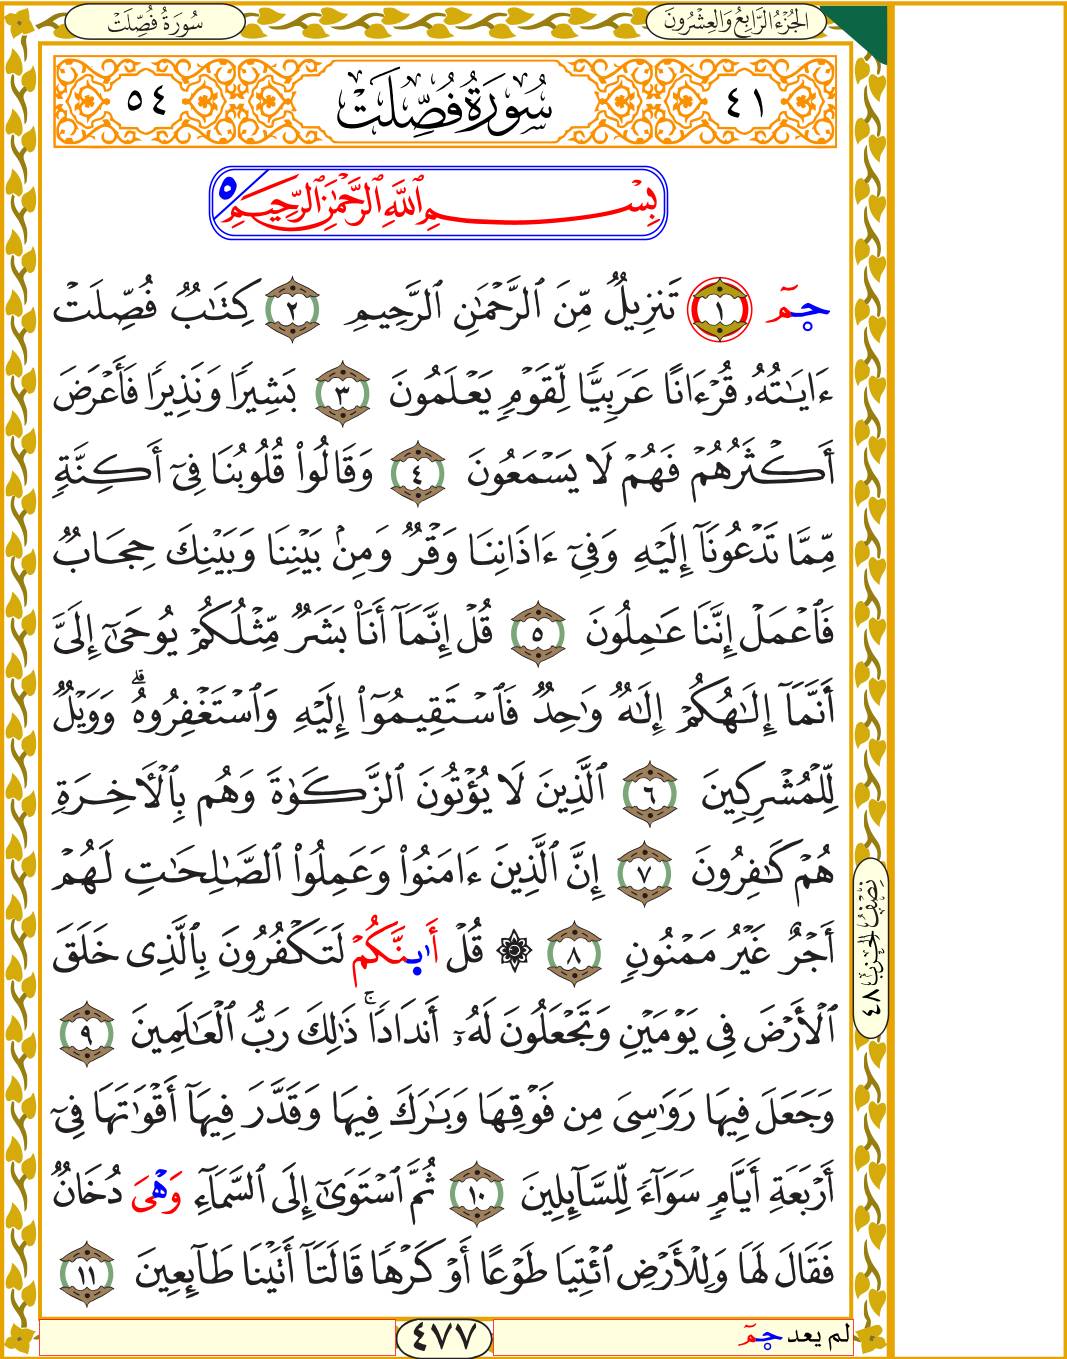 سُورَةُ فُصِّلَتْ
الجُزْءُ الرَّابِعُ وَالعِشْرُونَ
٤١ سُورَةُ فُصِّلَتْ ٥٤
بِسْمِ ٱللَّهِ ٱلرَّحْمَٰنِ ٱلرَّحِيمِ ٥
حمٓ ١ تَنزِيلٌ مِّنَ ٱلرَّحْمَٰنِ ٱلرَّحِيمِ ٢ كِتَٰبٌ فُصِّلَتْ
ءَايَٰتُهُۥ قُرْءَانًا عَرَبِيًّا لِّقَوْمٍ يَعْلَمُونَ ٣ بَشِيرًا وَنَذِيرًا فَأَعْرَضَ
أَكْثَرُهُمْ فَهُمْ لَا يَسْمَعُونَ ٤ وَقَالُوا۟ قُلُوبُنَا فِىٓ أَكِنَّةٍ
مِّمَّا تَدْعُونَآ إِلَيْهِ وَفِىٓ ءَاذَانِنَا وَقْرٌ وَمِنۢ بَيْنِنَا وَبَيْنِكَ حِجَابٌ
فَٱعْمَلْ إِنَّنَا عَٰمِلُونَ ٥ قُلْ إِنَّمَآ أَنَا۠ بَشَرٌ مِّثْلُكُمْ يُوحَىٰٓ إِلَىَّ
أَنَّمَآ إِلَٰهُكُمْ إِلَٰهٌ وَٰحِدٌ فَٱسْتَقِيمُوٓا۟ إِلَيْهِ وَٱسْتَغْفِرُوهُ ۗ وَوَيْلٌ
لِّلْمُشْرِكِينَ ٦ ٱلَّذِينَ لَا يُؤْتُونَ ٱلزَّكَوٰةَ وَهُم بِٱلْأَخِرَةِ
هُمْ كَٰفِرُونَ ٧ إِنَّ ٱلَّذِينَ ءَامَنُوا۟ وَعَمِلُوا۟ ٱلصَّٰلِحَٰتِ لَهُمْ
أَجْرٌ غَيْرُ مَمْنُونٍ ٨ ۞ قُلْ أَٰىِٕنَّكُمْ لَتَكْفُرُونَ بِٱلَّذِى خَلَقَ
ٱلْأَرْضَ فِى يَوْمَيْنِ وَتَجْعَلُونَ لَهُۥٓ أَندَادًا ۚ ذَٰلِكَ رَبُّ ٱلْعَٰلَمِينَ ٩
وَجَعَلَ فِيهَا رَوَٰسِىَ مِن فَوْقِهَا وَبَٰرَكَ فِيهَا وَقَدَّرَ فِيهَآ أَقْوَٰتَهَا فِىٓ
أَرْبَعَةِ أَيَّامٍ سَوَآءً لِّلسَّآئِلِينَ ١٠ ثُمَّ ٱسْتَوَىٰٓ إِلَى ٱلسَّمَآءِ وَهْىَ دُخَانٌ
فَقَالَ لَهَا وَلِلْأَرْضِ ٱئْتِيَا طَوْعًا أَوْ كَرْهًا قَالَتَآ أَتَيْنَا طَآئِعِينَ ١١
نِصْفُ الحِزْبِ ٤٨
لم يعد حمٓ
٤٧٧